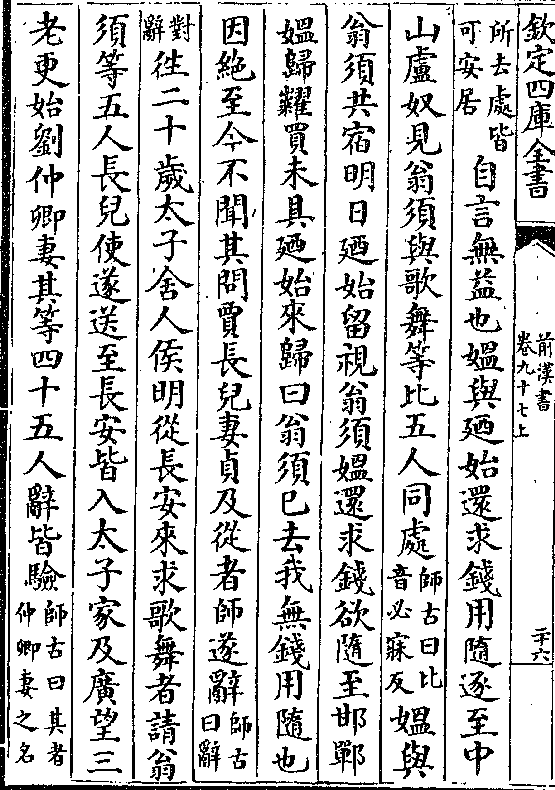 欽定四庫全書
前漢書
卷九十七上
二十六
所去處皆
可安居
自言無益也媼與廼始還求錢用隨逐至中
山盧奴見翁須與歌舞等比五人同處
師古曰比
音必寐反
媼與
翁須共宿明日廼始留視翁須媼還求錢欲隨至邯鄲
媼歸糶買未具廼始來歸曰翁須已去我無錢用隨也
因絶至今不聞其問賈長兒妻貞及從者師遂辭
師古
曰辭
對
辭
往二十歲太子舍人侯明從長安來求歌舞者請翁
須等五人長兒使遂送至長安皆入太子家及廣望三
老更始劉仲卿妻其等四十五人辭皆驗
師古曰其者
仲卿妻之名